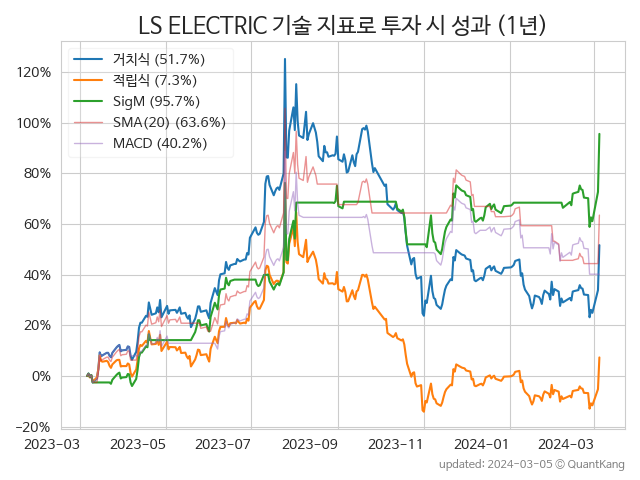 LS ELECTRIC 기술 지표로 투자 시 성과 (1년)
거치식 (51.7%)
적립식 (7.3%)
SigM (95.7%)
SMA(20) (63.6%)
MACD (40.2%)
120%
100%
80%
60%
40%
20%
0%
−20%
2023−03 2023−05 2023−07 2023−09 2023−11 2024−01 2024−03
updated: 2024-03-05 ⓒ QuantKang